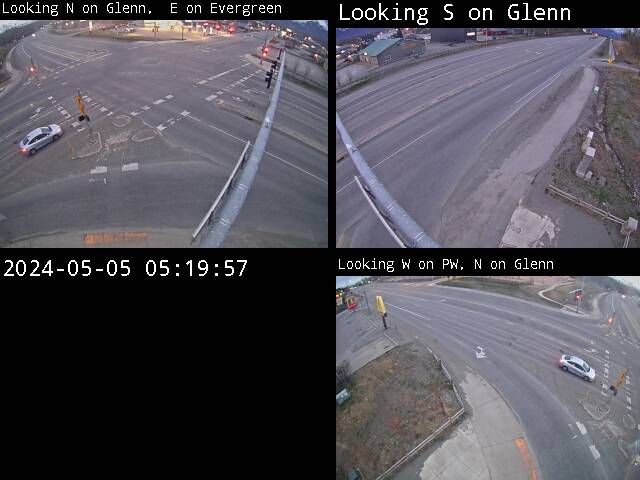 Looking N on Glenn,  E on Evergreen
Looking S on Glenn
2024-05-05 05:19:57
Looking W on PW, N on Glenn